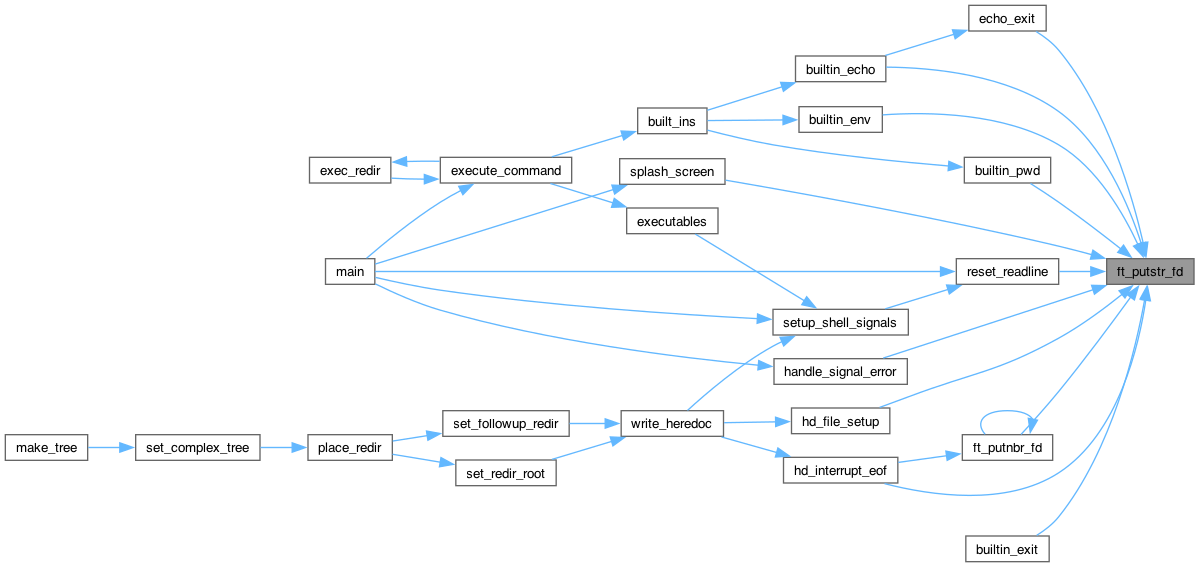 echo_exit
builtin_echo
builtin_env
built_ins
exec_redir
execute_command
splash_screen
builtin_pwd
executables
main
reset_readline
ft_putstr_fd
setup_shell_signals
handle_signal_error
set_followup_redir
write_heredoc
hd_file_setup
make_tree
set_complex_tree
place_redir
ft_putnbr_fd
set_redir_root
hd_interrupt_eof
builtin_exit